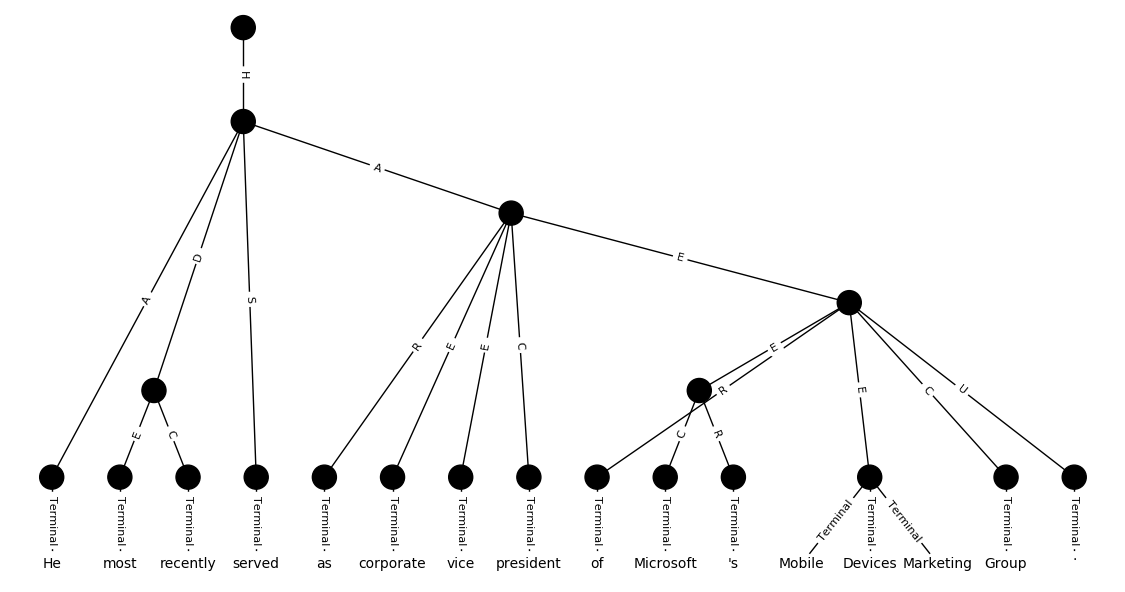 H
A
A
D
E
S
R
E
E
C
E
R
E
C
U
E
C
C
R
Terminal Terminal Terminal Terminal Terminal Terminal Terminal Terminal Terminal Terminal Terminal Terminal Terminal Terminal Terminal Terminal
He most recently served as corporate vice president of Microsoft 's Mobile Devices Marketing Group .